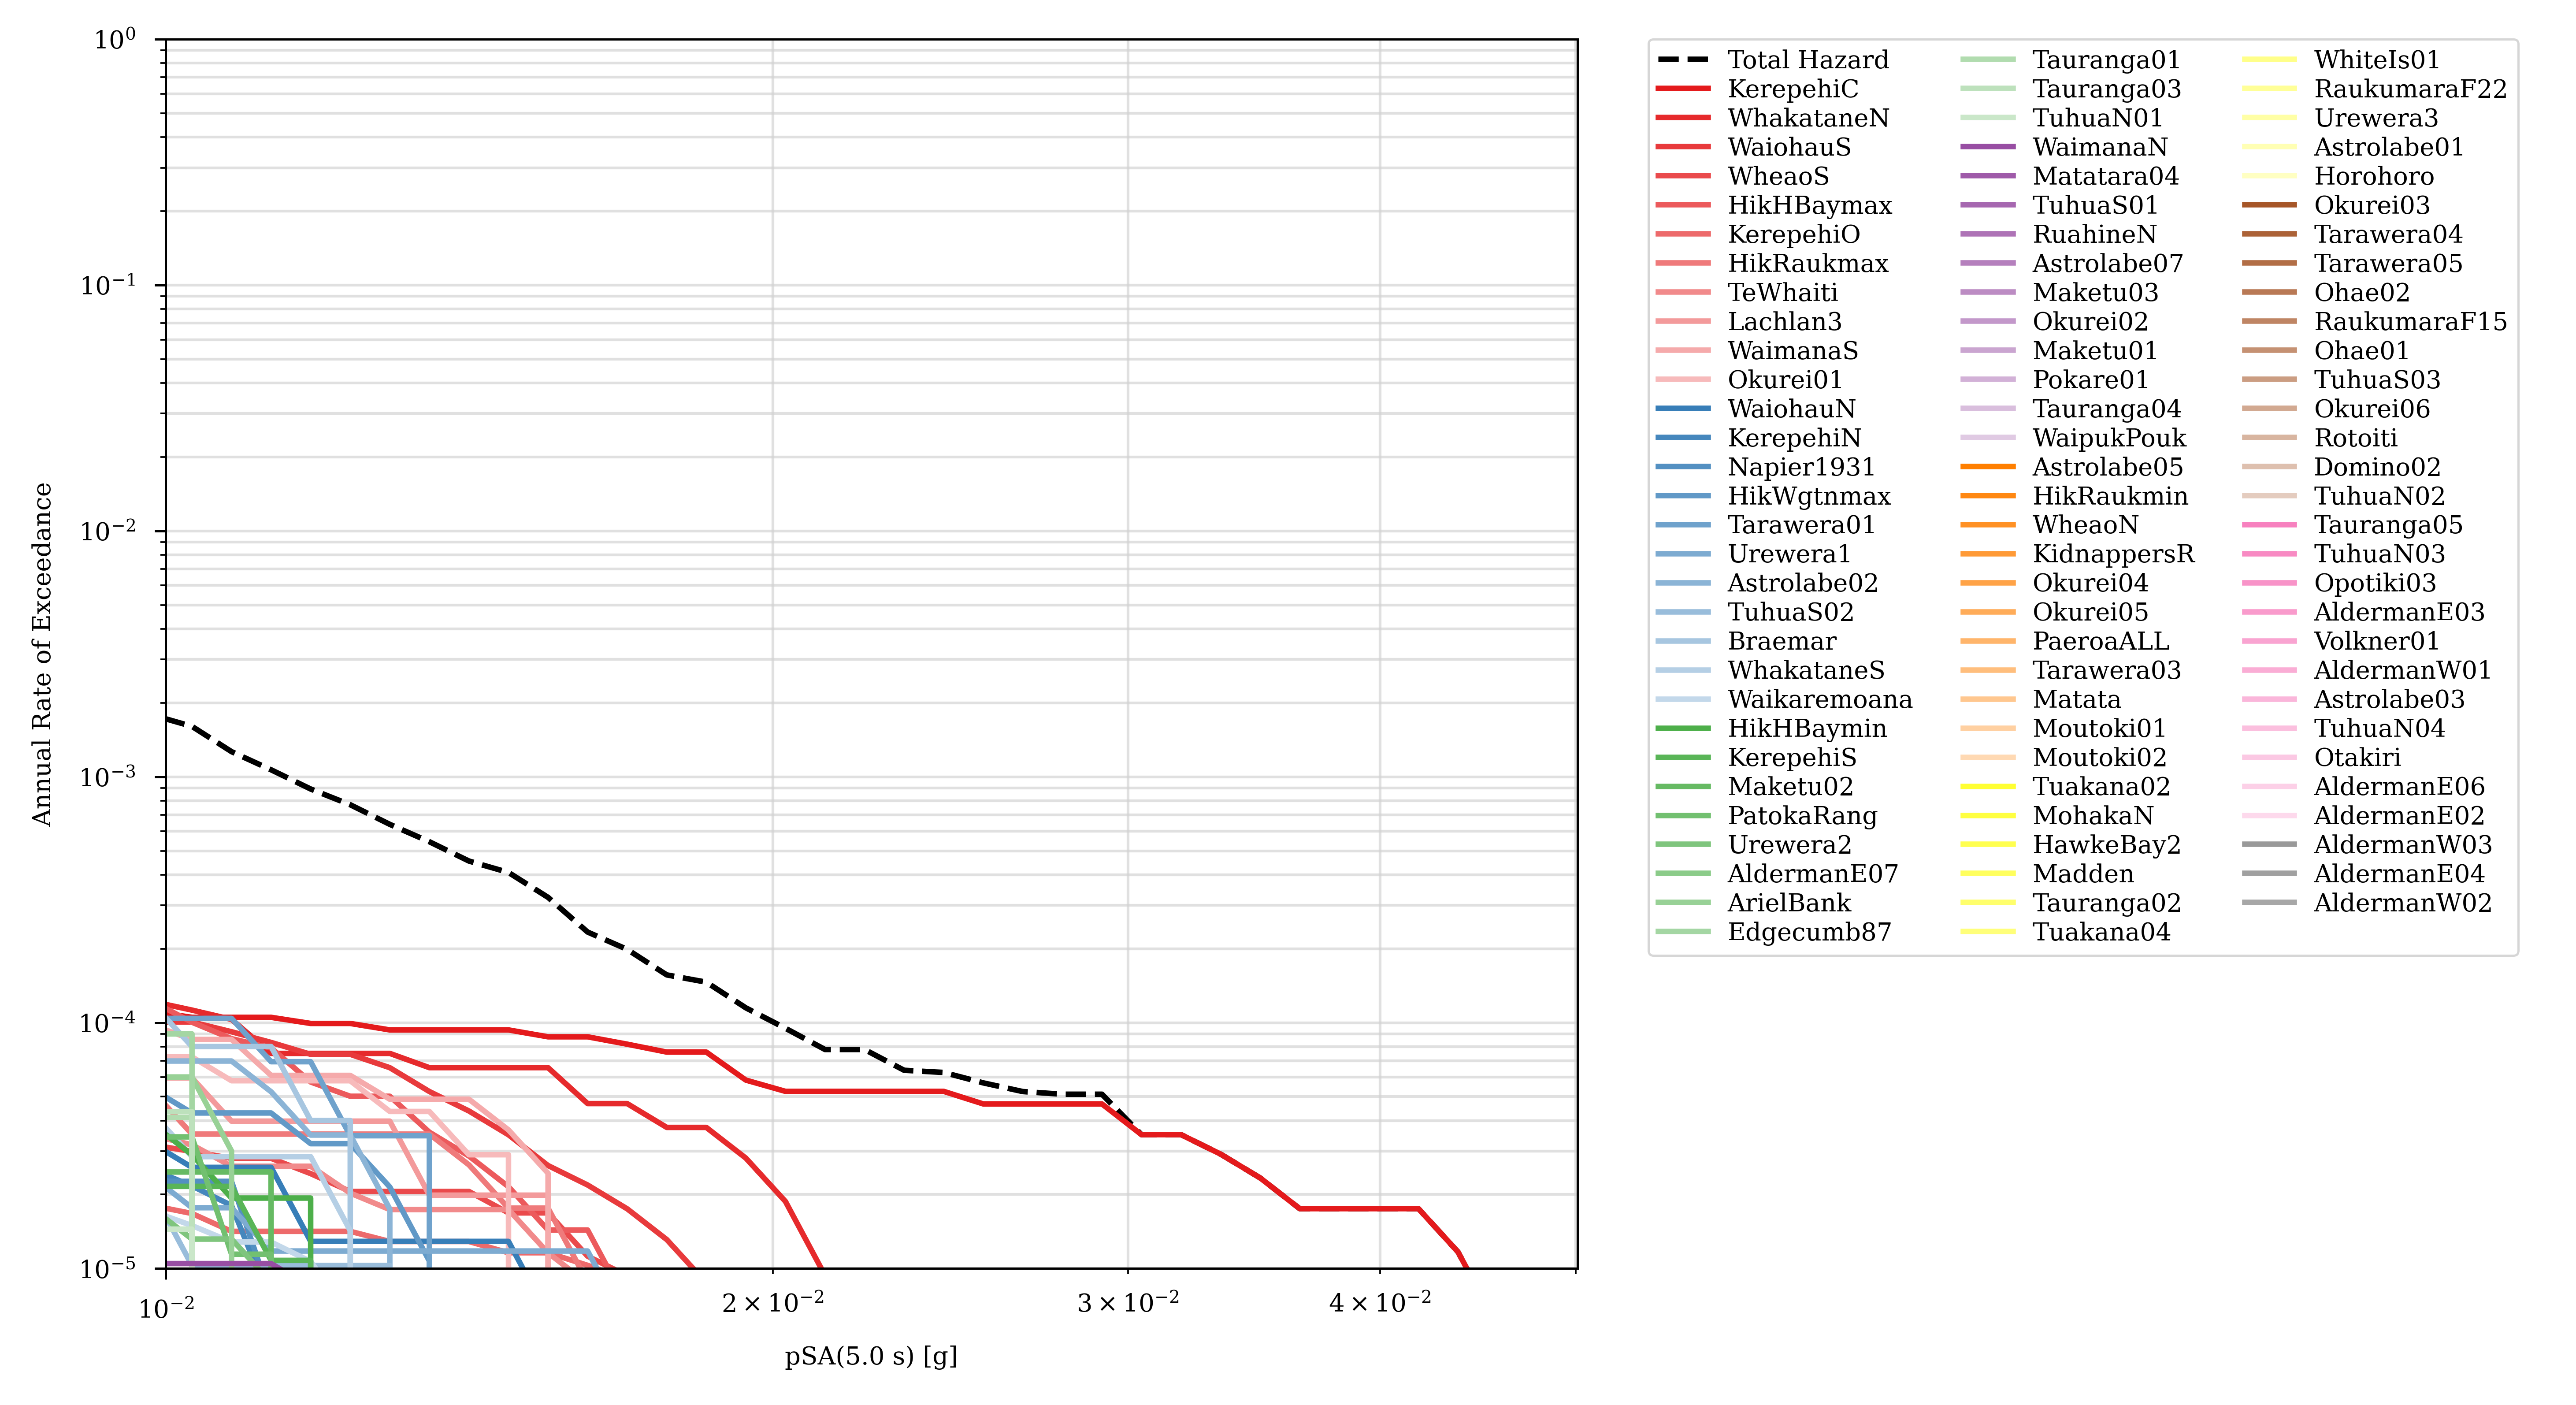 10⁰
10⁻¹
10⁻²
10⁻³
10⁻⁴
10⁻⁵
Annual Rate of Exceedance
10⁻²
2 × 10⁻²
3 × 10⁻²
4 × 10⁻²
pSA(5.0 s) [g]
Total Hazard
KerepehiC
WhakataneN
WaiohauS
WheaoS
HikHBaymax
KerepehiO
HikRaukmax
TeWhaiti
Lachlan3
WaimanaS
Okurei01
WaiohauN
KerepehiN
Napier1931
HikWgtnmax
Tarawera01
Urewera1
Astrolabe02
TuhuaS02
Braemar
WhakataneS
Waikaremoana
HikHBaymin
KerepehiS
Maketu02
PatokaRang
Urewera2
AldermanE07
ArielBank
Edgecumb87
Tauranga01
Tauranga03
TuhuaN01
WaimanaN
Matatara04
TuhuaS01
RuahineN
Astrolabe07
Maketu03
Okurei02
Maketu01
Pokare01
Tauranga04
WaipukPouk
Astrolabe05
HikRaukmin
WheaoN
KidnappersR
Okurei04
Okurei05
PaeroaALL
Tarawera03
Matata
Moutoki01
Moutoki02
Tuakana02
MohakaN
HawkeBay2
Madden
Tauranga02
Tuakana04
WhiteIs01
RaukumaraF22
Urewera3
Astrolabe01
Horohoro
Okurei03
Tarawera04
Tarawera05
Ohae02
RaukumaraF15
Ohae01
TuhuaS03
Okurei06
Rotoiti
Domino02
TuhuaN02
Tauranga05
TuhuaN03
Opotiki03
AldermanE03
Volkner01
AldermanW01
Astrolabe03
TuhuaN04
Otakiri
AldermanE06
AldermanE02
AldermanW03
AldermanE04
AldermanW02